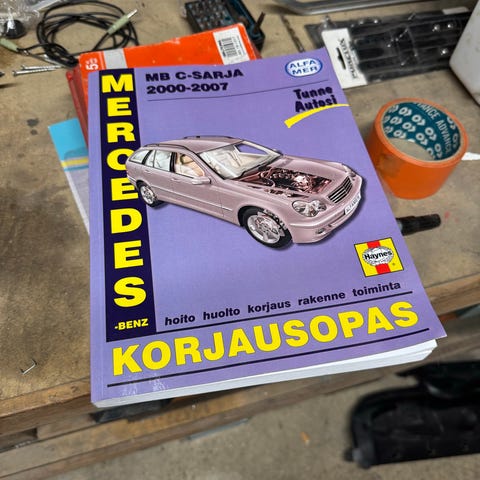 MERCEDES
-BENZ
MB C-SARJA
2000-2007
ALFA
MER
Tunne
Autosi
Haynes
hoito huolto korjaus rakenne toiminta
KORJAUSOPAS